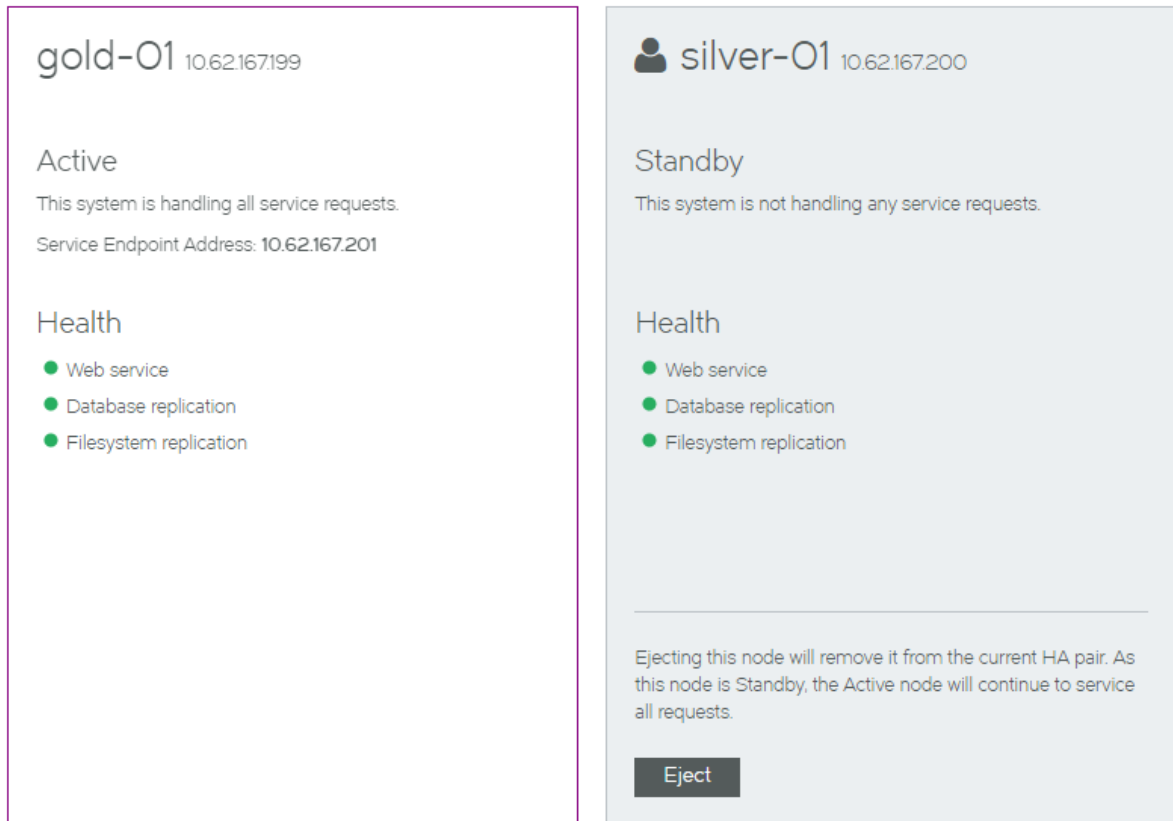 gold-01 10.62.167.199
Active
This system is handling all service requests.
Service Endpoint Address: 10.62.167.201
Health
Web service
Database replication
Filesystem replication
silver-01 10.62.167.200
Standby
This system is not handling any service requests.
Health
Web service
Database replication
Filesystem replication
Ejecting this node will remove it from the current HA pair. As
this node is Standby, the Active node will continue to service
all requests.
Eject